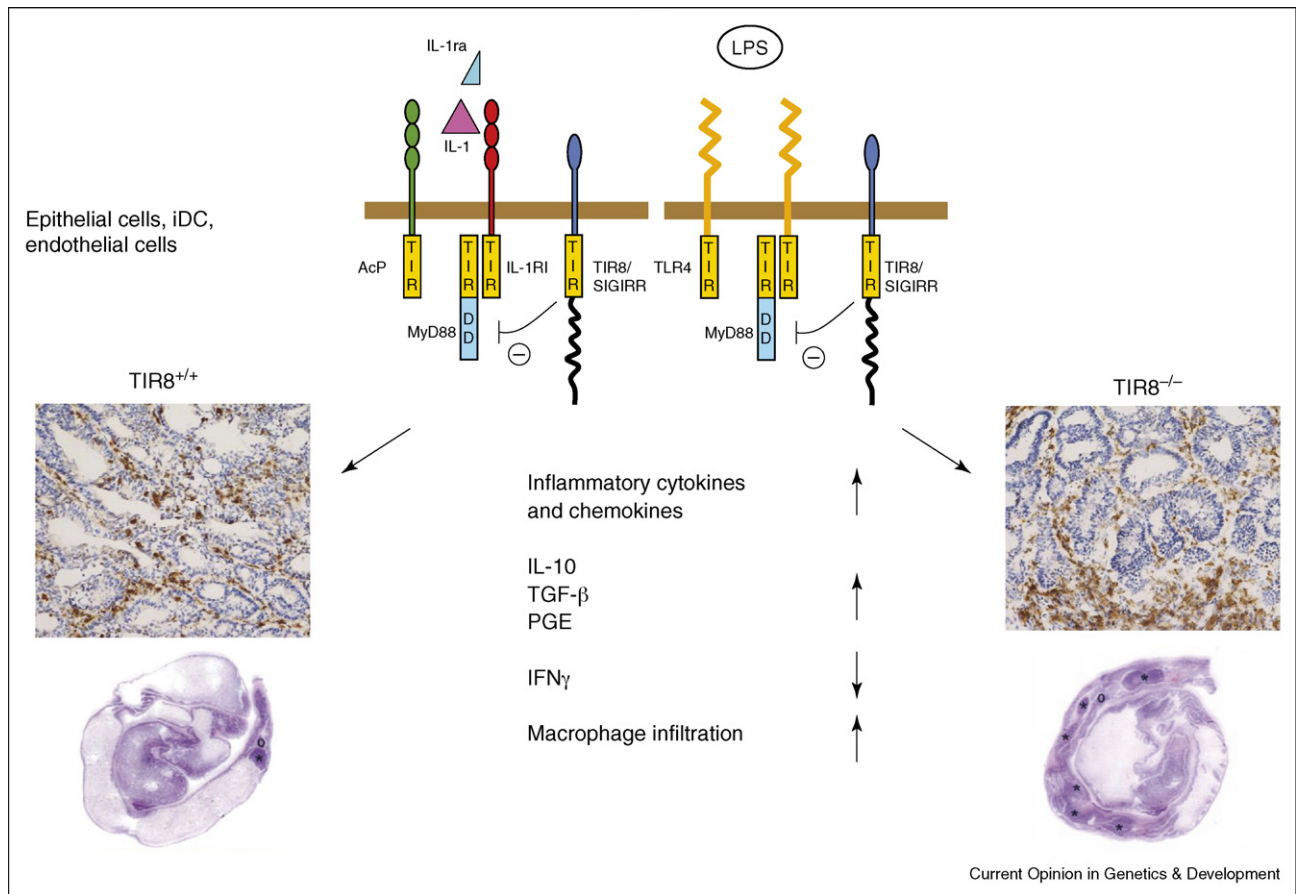 IL-1ra
LPS
IL-1
Epithelial cells, iDC,
endothelial cells
TIR
TIR
TIR
TIR
TIR
TIR
TIR
TIR
AcP
IL-1RI
TIR8/
SIGIRR
TLR4
TIR8/
SIGIRR
MyD88
DD
MyD88
DD
−
−
TIR8+/+
TIR8–/–
Inflammatory cytokines
and chemokines
IL-10
TGF-β
PGE
IFNγ
Macrophage infiltration
o
*
*
o
*
*
*
*
*
Current Opinion in Genetics & Development